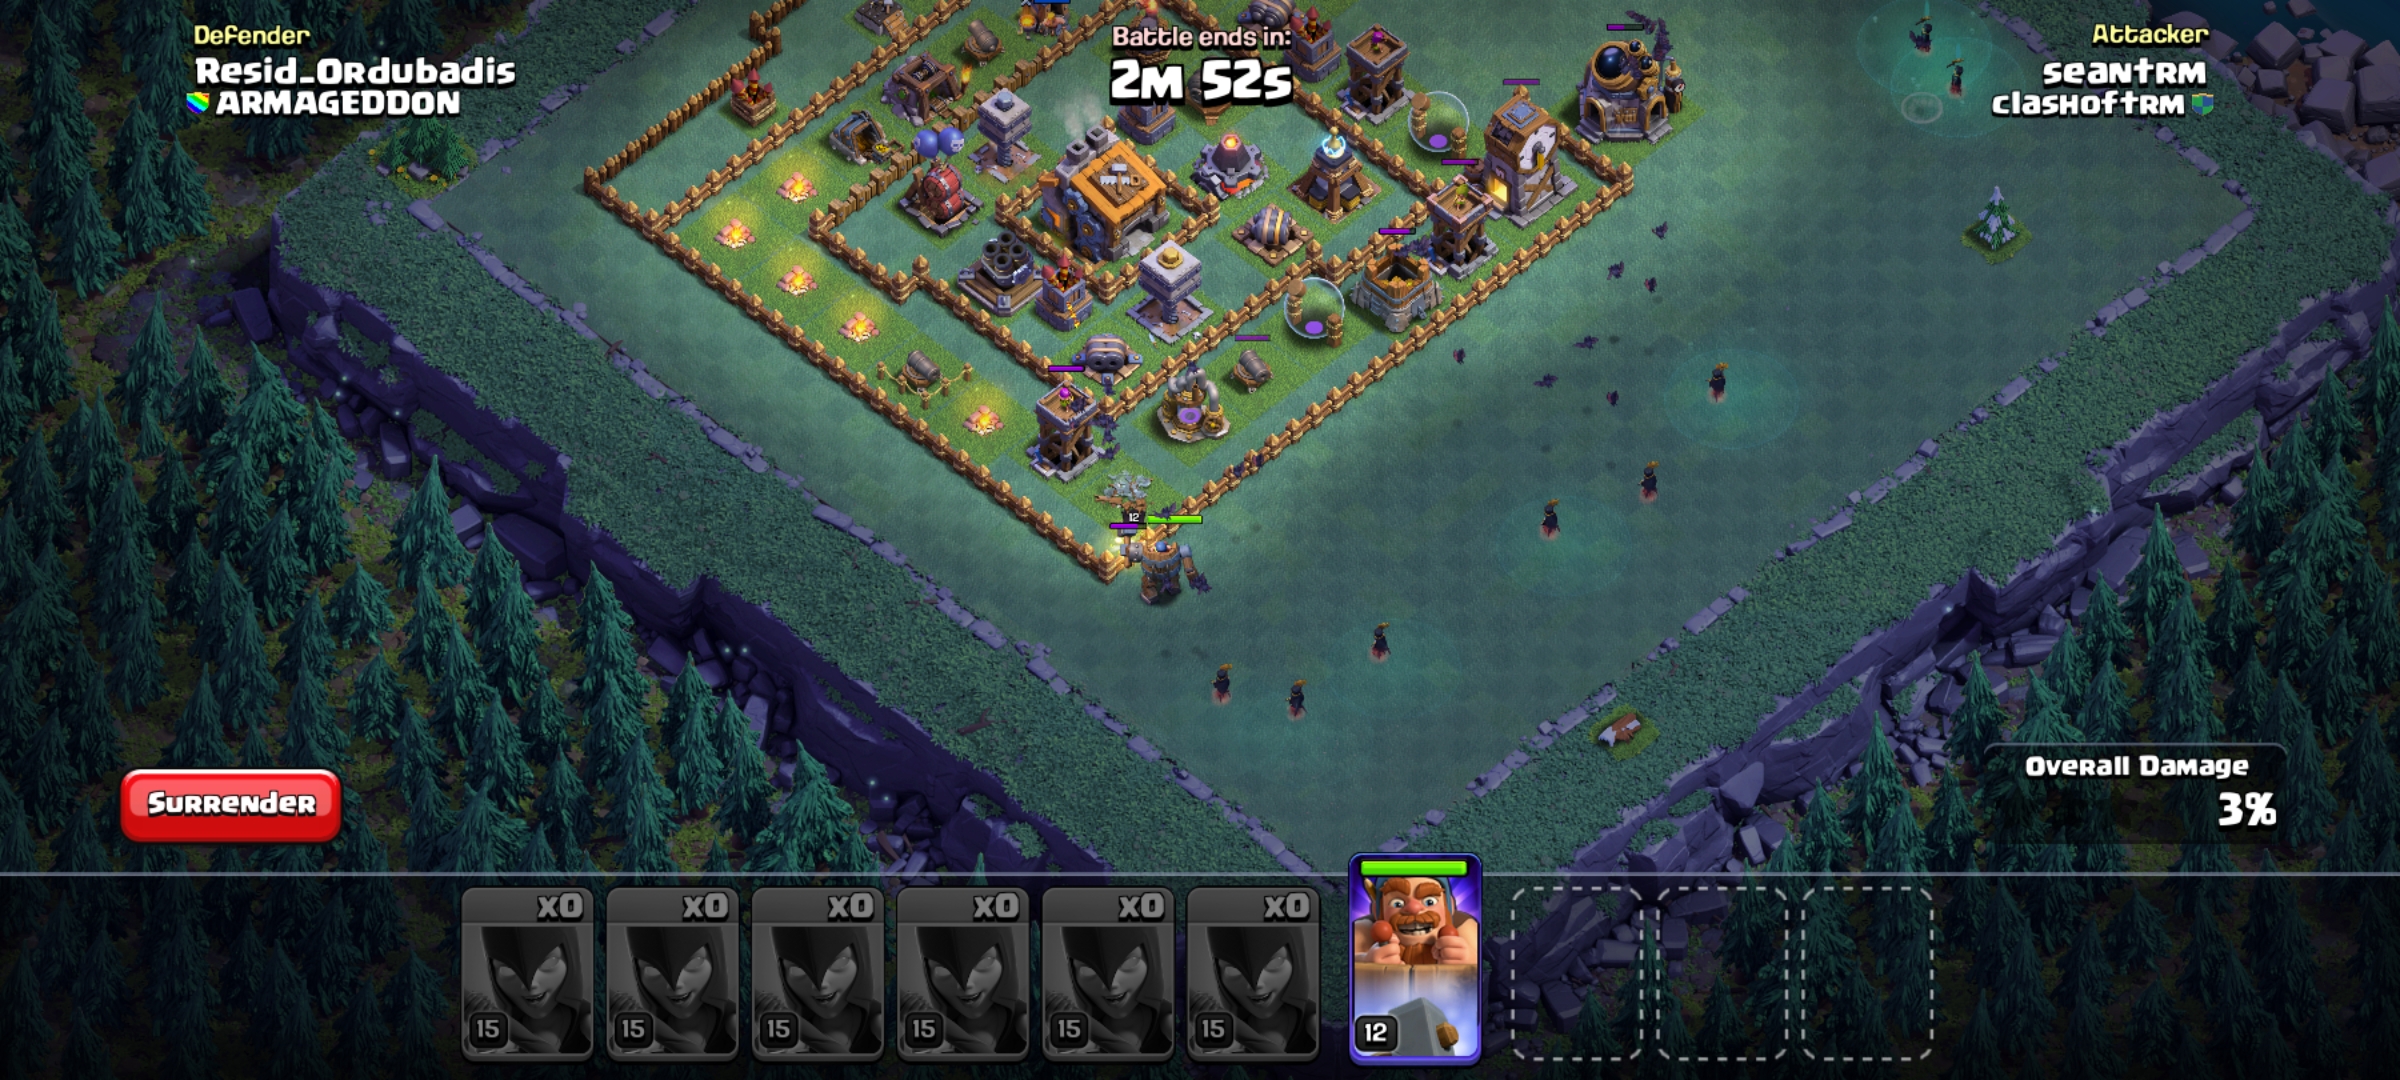 Defender
Resid_Ordubadis
ARMAGEDDON
Battle ends in:
2M 52s
Attacker
seantRM
clashoftRM
12
Surrender
Overall Damage
3%
x0 x0 x0 x0 x0 x0
15 15 15 15 15 15 12